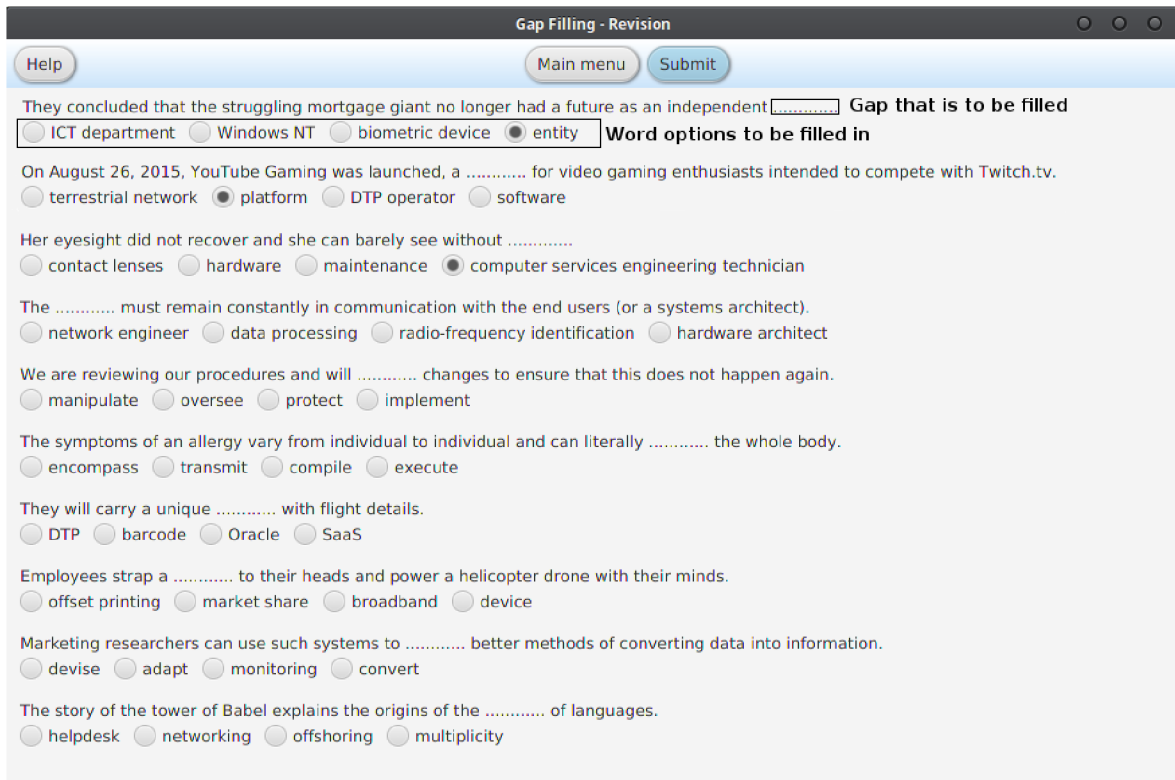 Gap Filling - Revision
Help Main menu Submit
They concluded that the struggling mortgage giant no longer had a future as an independent ............. Gap that is to be filled
ICT department Windows NT biometric device entity Word options to be filled in
On August 26, 2015, YouTube Gaming was launched, a ............ for video gaming enthusiasts intended to compete with Twitch.tv.
terrestrial network platform DTP operator software
Her eyesight did not recover and she can barely see without .............
contact lenses hardware maintenance computer services engineering technician
The ............ must remain constantly in communication with the end users (or a systems architect).
network engineer data processing radio-frequency identification hardware architect
We are reviewing our procedures and will ............ changes to ensure that this does not happen again.
manipulate oversee protect implement
The symptoms of an allergy vary from individual to individual and can literally ............ the whole body.
encompass transmit compile execute
They will carry a unique ............ with flight details.
DTP barcode Oracle SaaS
Employees strap a ............ to their heads and power a helicopter drone with their minds.
offset printing market share broadband device
Marketing researchers can use such systems to ............ better methods of converting data into information.
devise adapt monitoring convert
The story of the tower of Babel explains the origins of the ............ of languages.
helpdesk networking offshoring multiplicity